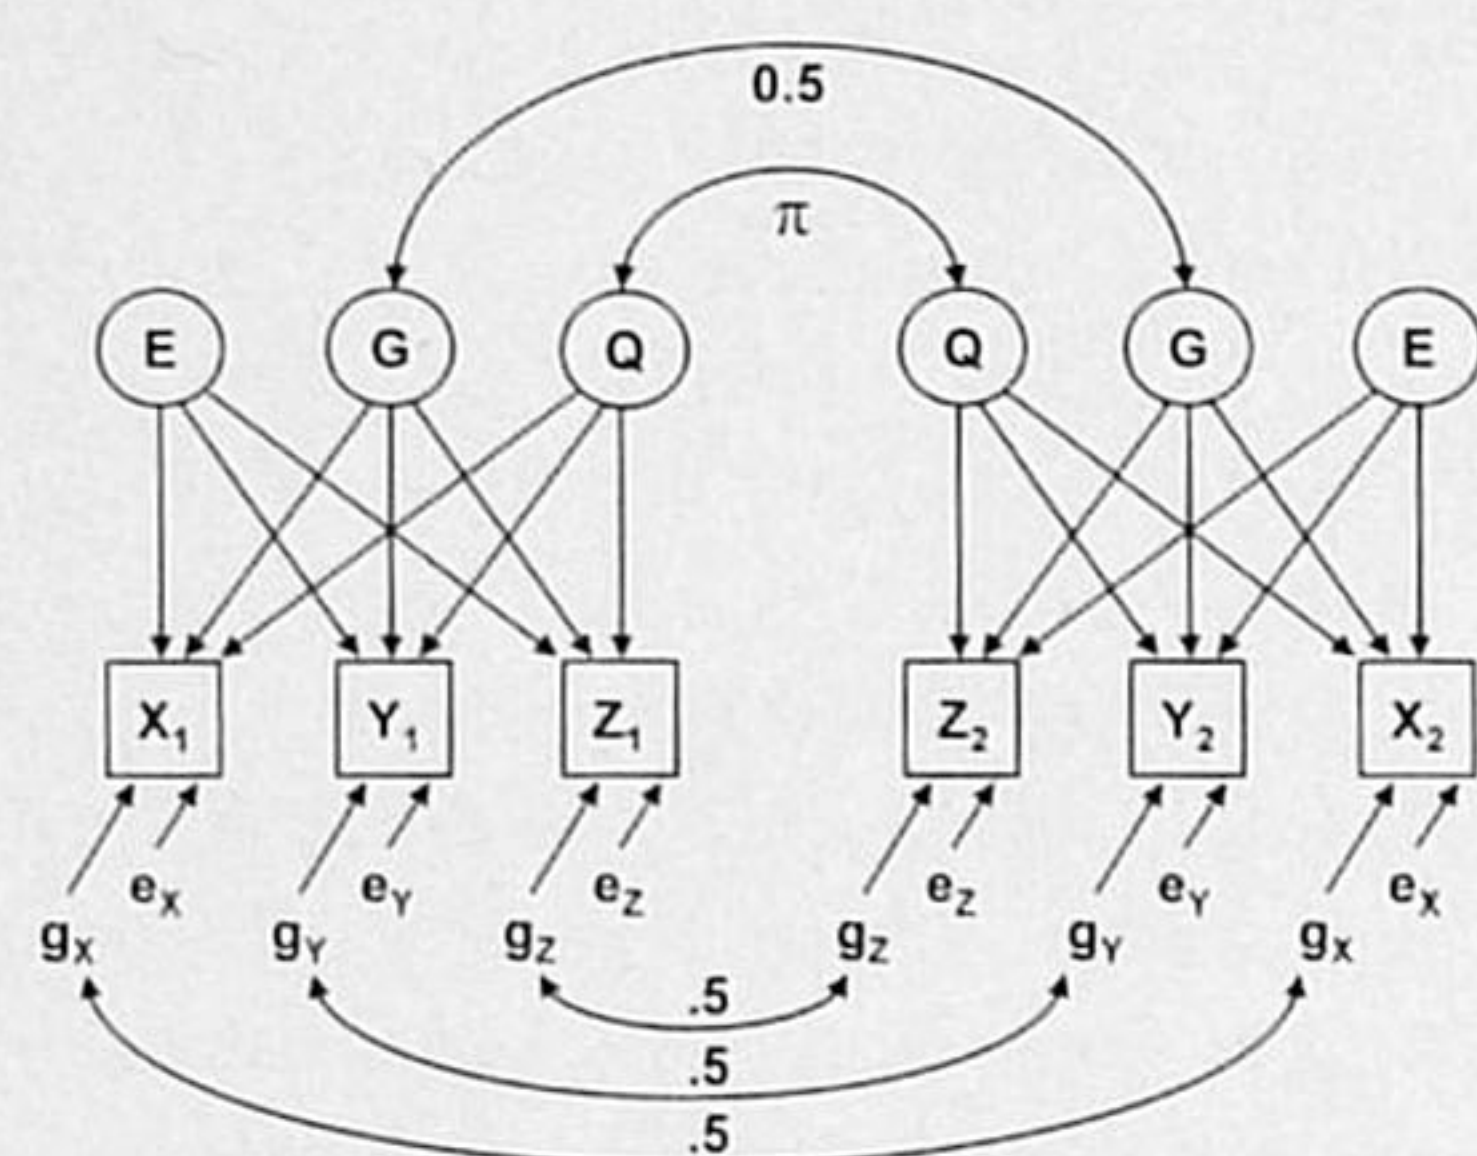 0.5
π
E G Q Q G E
X₁ Y₁ Z₁ Z₂ Y₂ X₂
eX eY eZ eZ eY eX
gX gY gZ gZ gY gX
.5
.5
.5